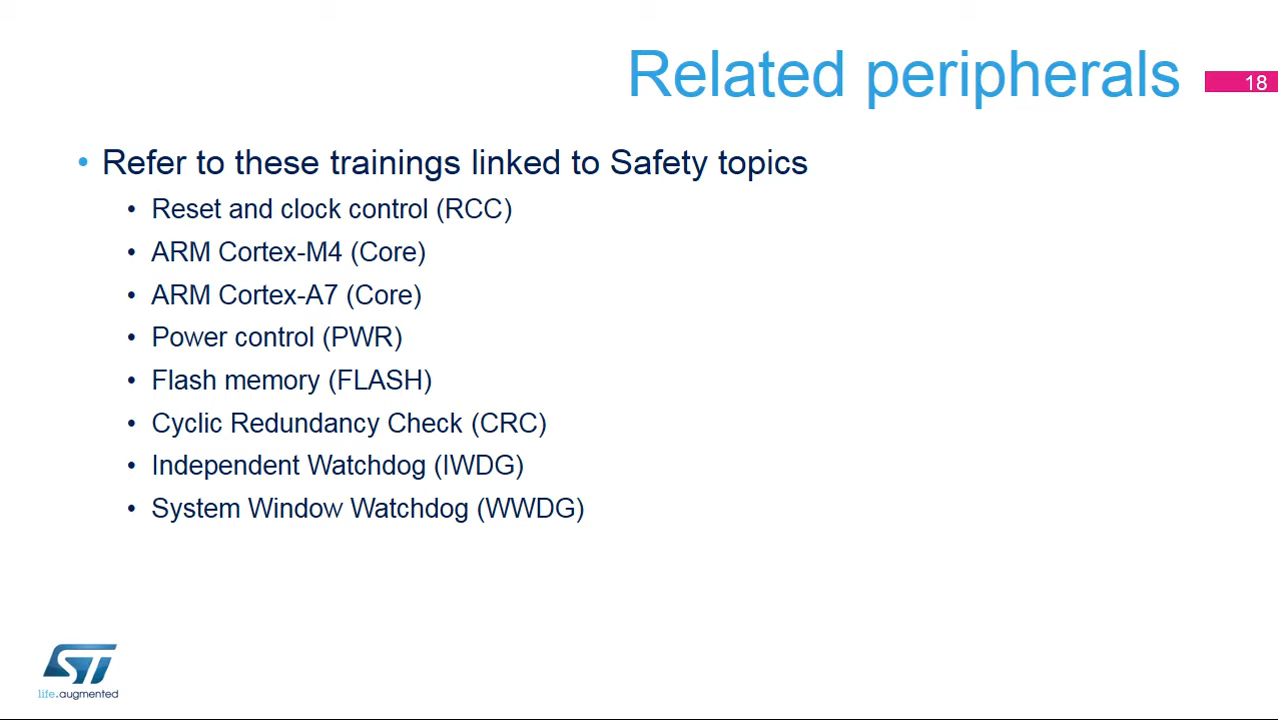 Related peripherals
18
• Refer to these trainings linked to Safety topics
• Reset and clock control (RCC)
• ARM Cortex-M4 (Core)
• ARM Cortex-A7 (Core)
• Power control (PWR)
• Flash memory (FLASH)
• Cyclic Redundancy Check (CRC)
• Independent Watchdog (IWDG)
• System Window Watchdog (WWDG)
ST
life.augmented